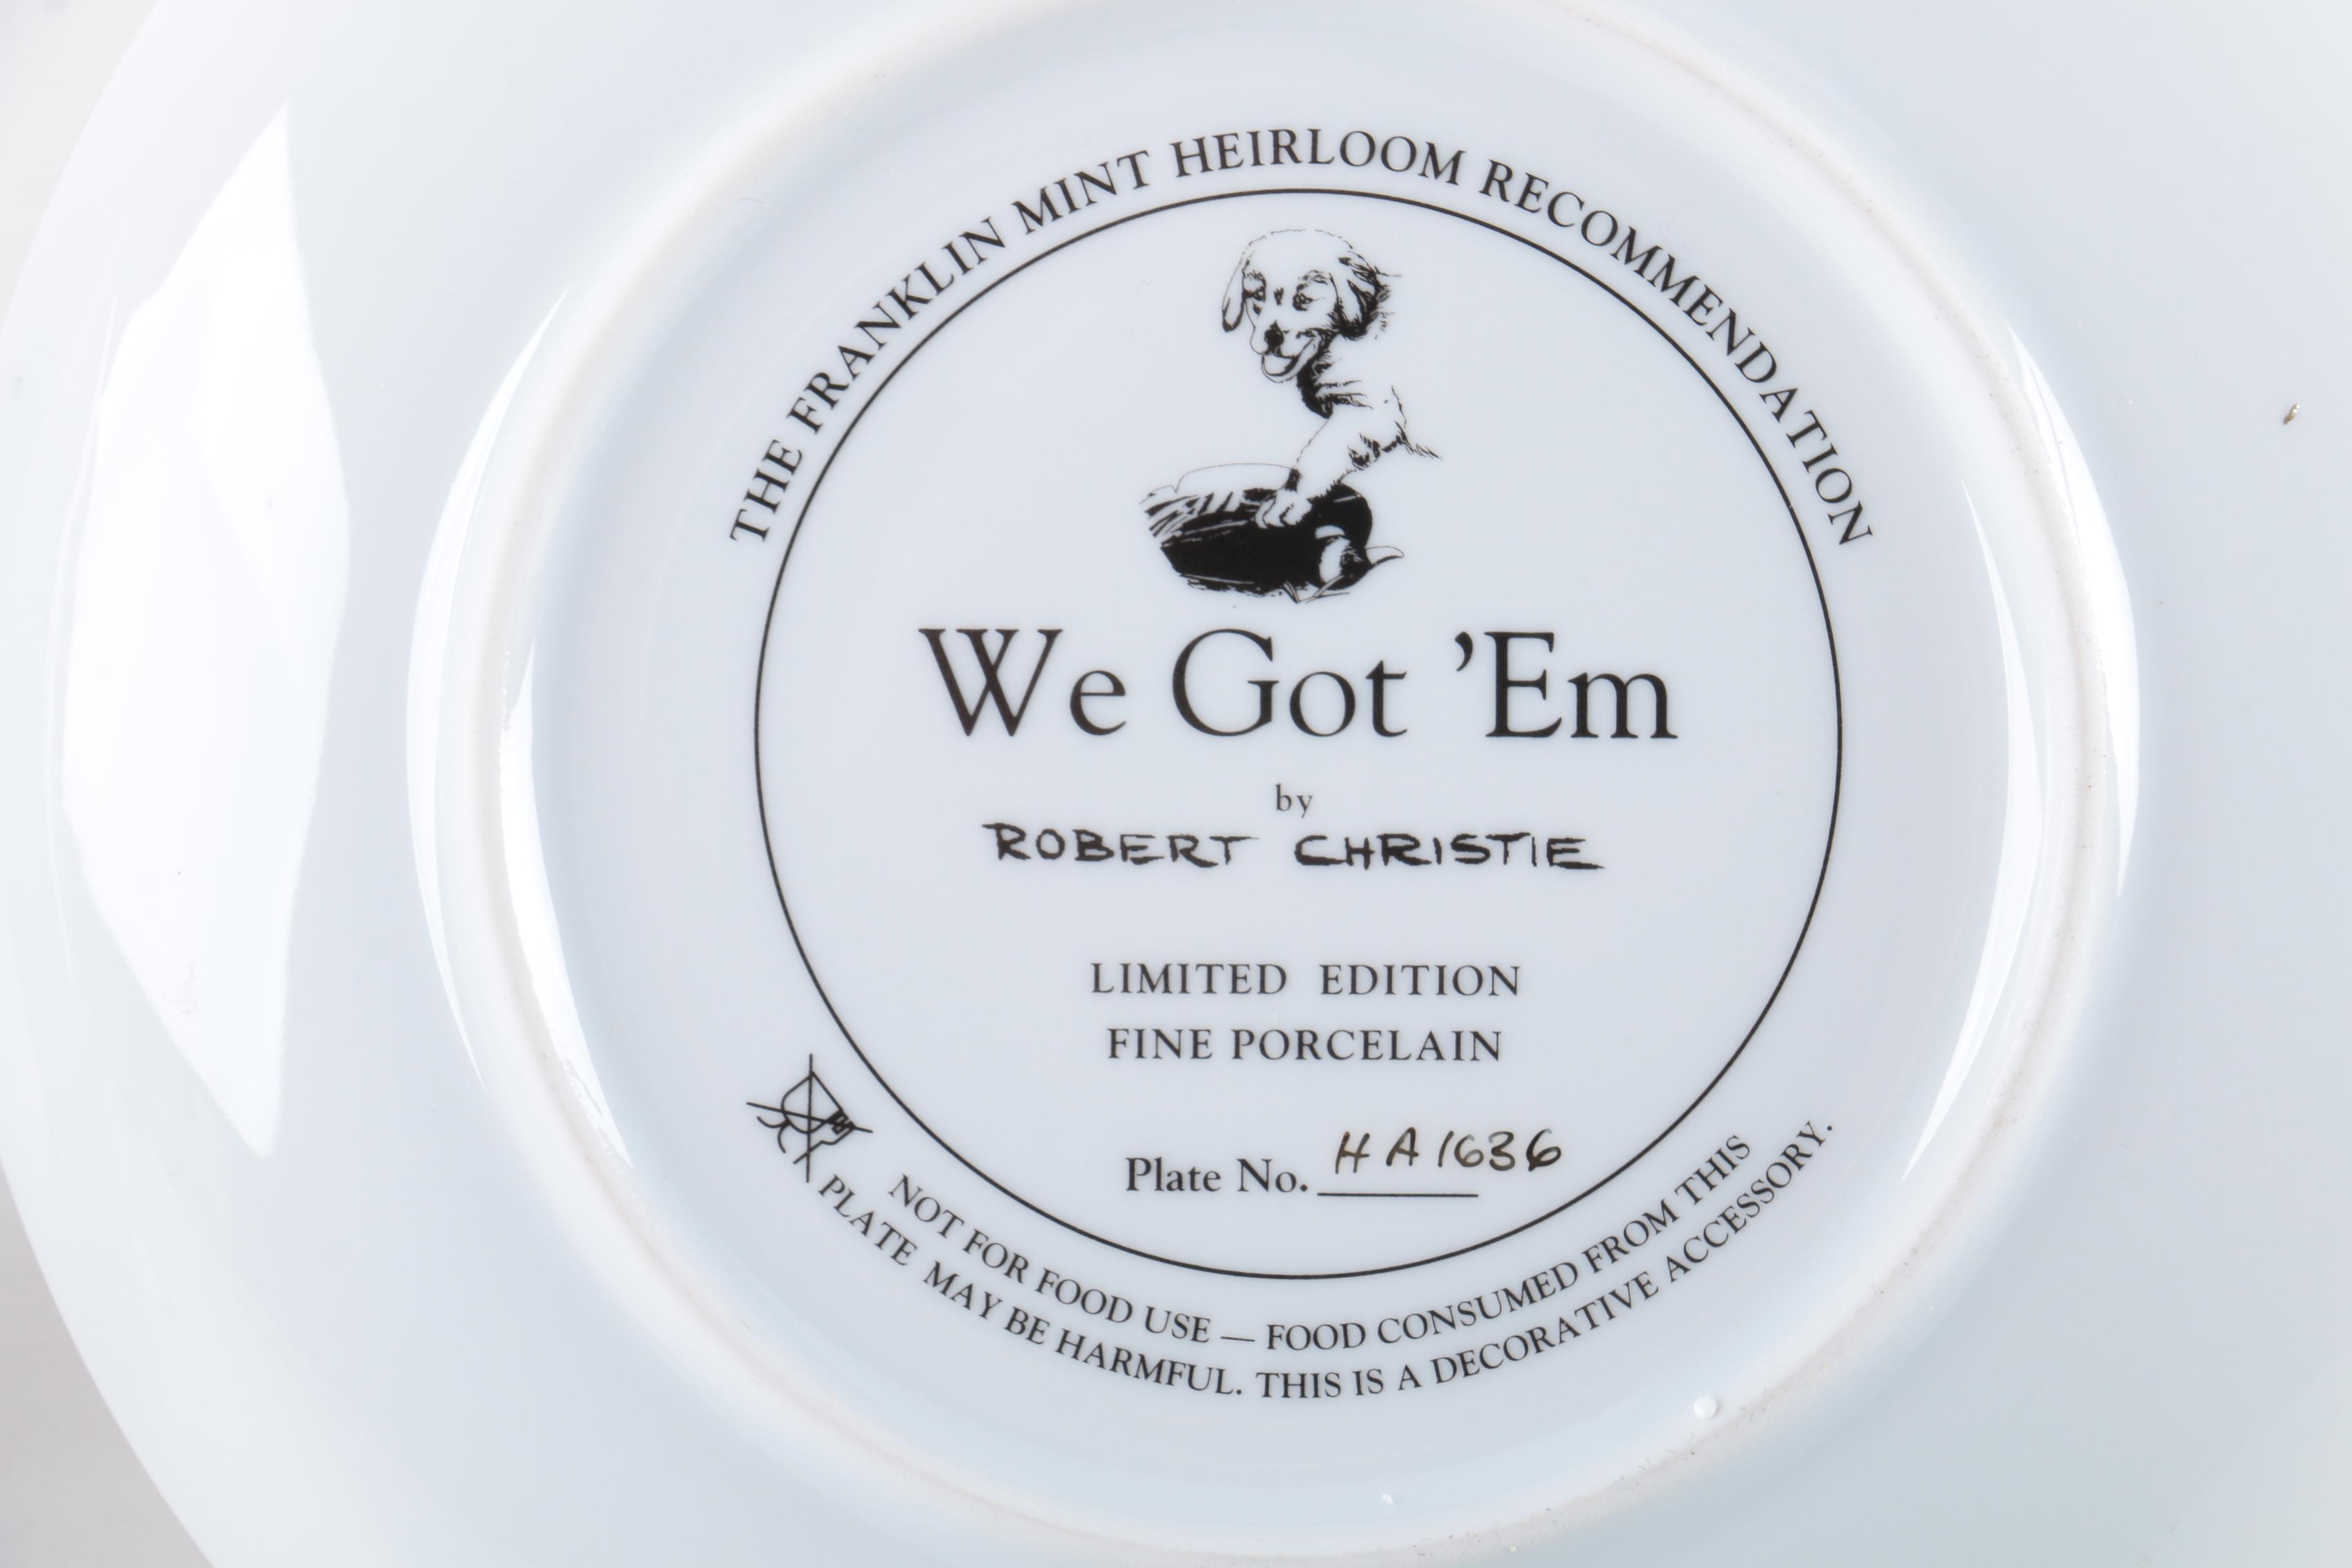 THE FRANKLIN MINT HEIRLOOM RECOMMENDATION
We Got ’Em
by
ROBERT CHRISTIE
LIMITED EDITION
FINE PORCELAIN
Plate No. HA1636
NOT FOR FOOD USE — FOOD CONSUMED FROM THIS
PLATE MAY BE HARMFUL. THIS IS A DECORATIVE ACCESSORY.